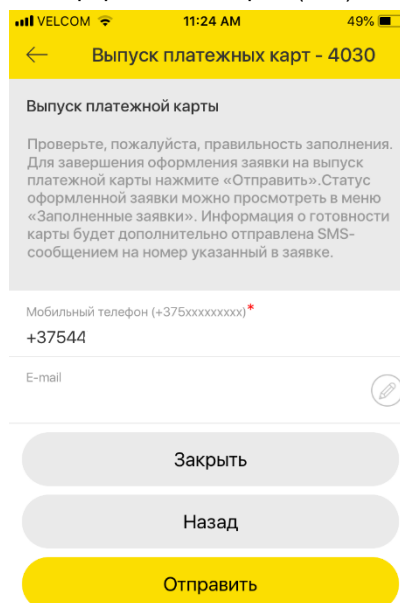 VELCOM 11:24 AM 49%
Выпуск платежных карт - 4030
Выпуск платежной карты
Проверьте, пожалуйста, правильность заполнения.
Для завершения оформления заявки на выпуск
платежной карты нажмите «Отправить».Статус
оформленной заявки можно просмотреть в меню
«Заполненные заявки». Информация о готовности
карты будет дополнительно отправлена SMS-
сообщением на номер указанный в заявке.
Мобильный телефон (+375xxxxxxxxx)*
+37544
E-mail
Закрыть
Назад
Отправить